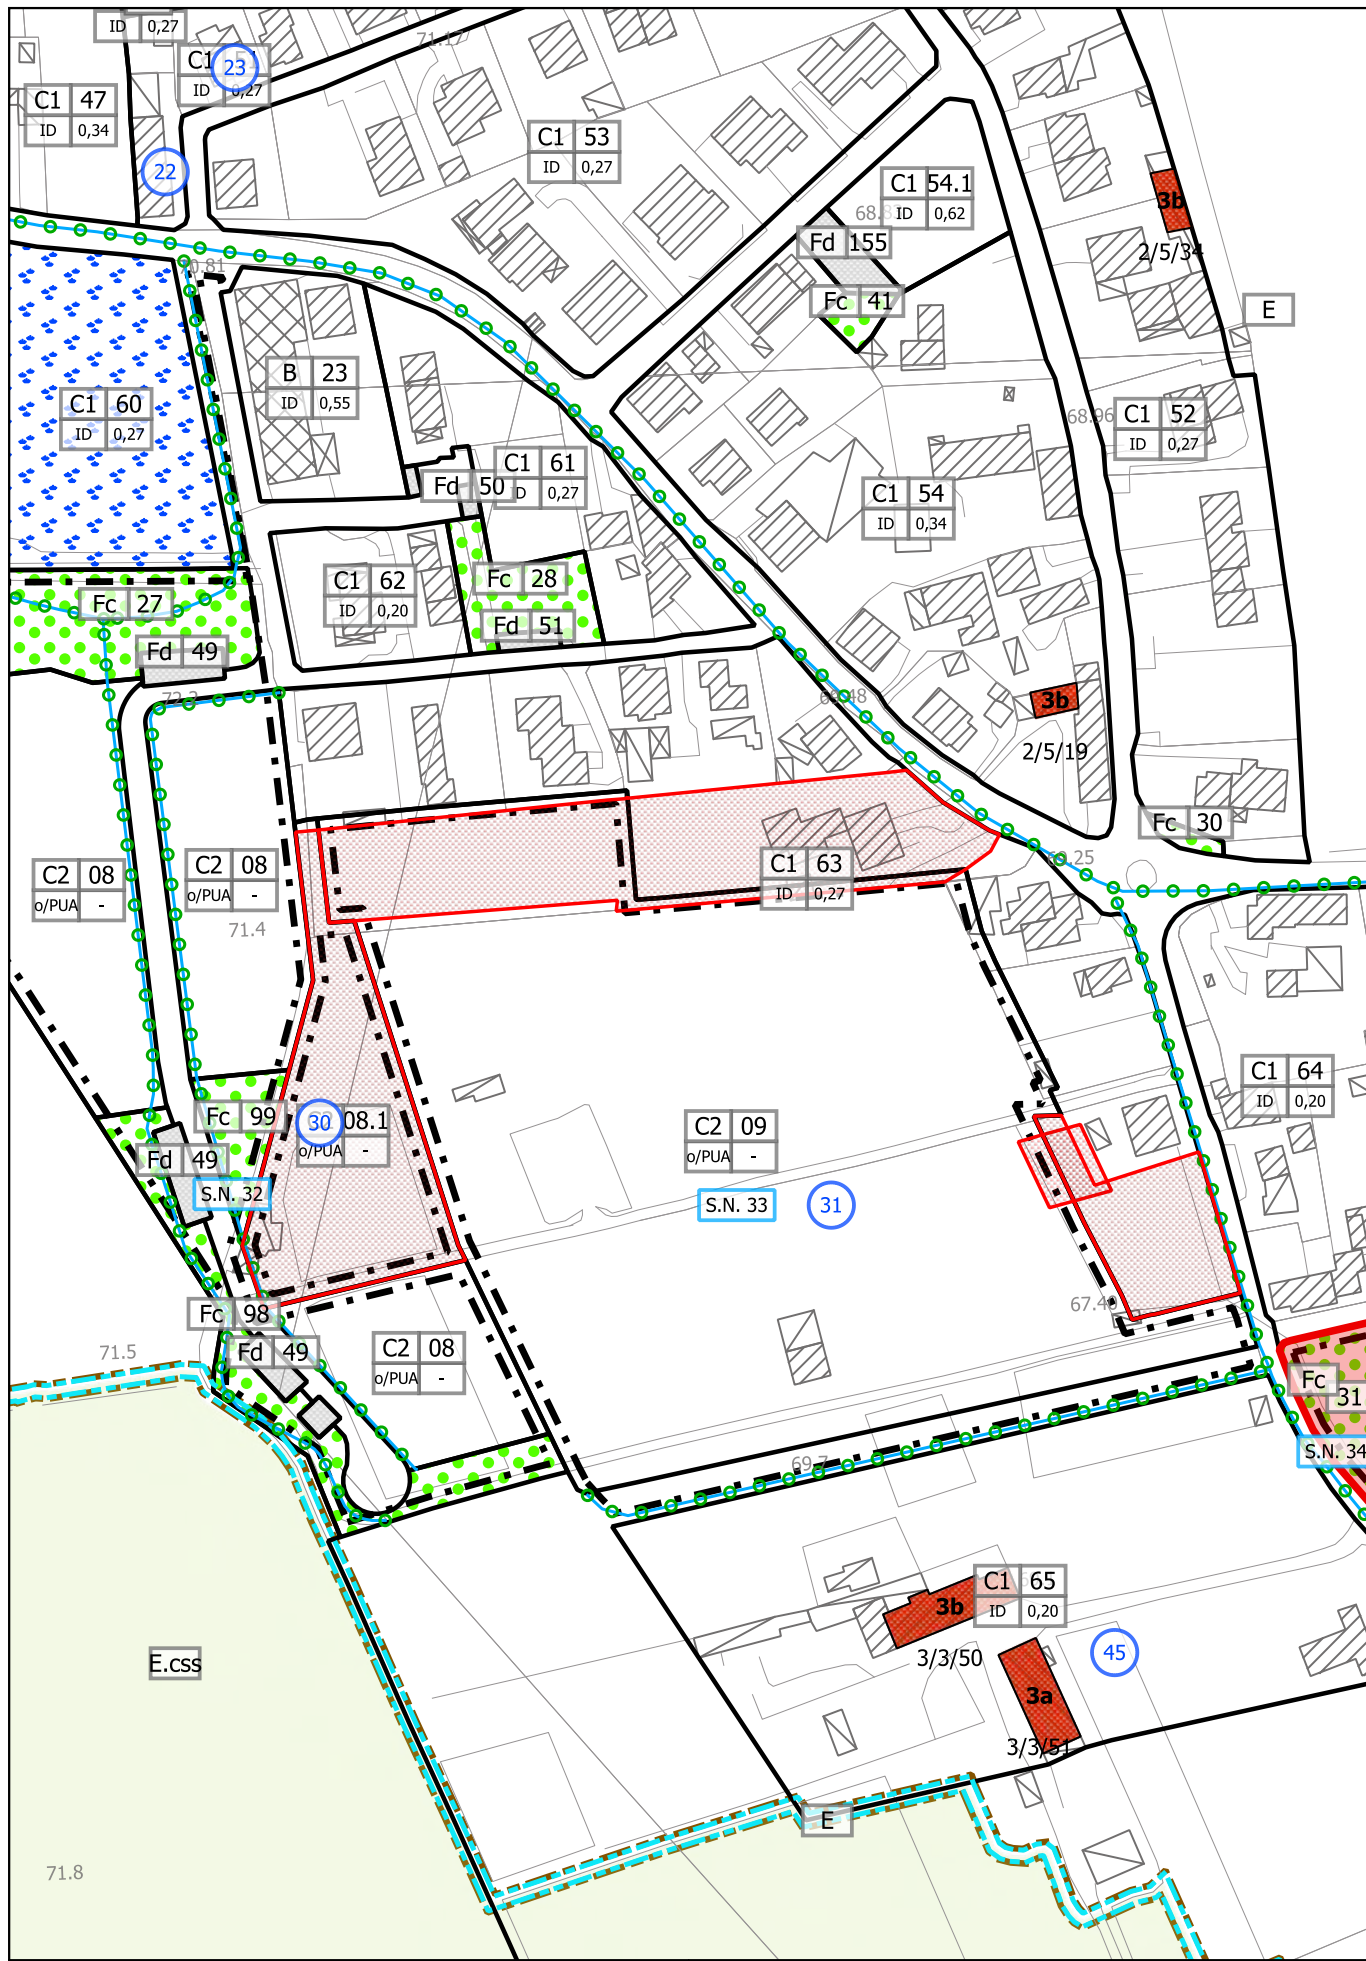 ID 0,27
71.17
C1
23
ID 0,27
C1 47
ID 0,34
C1 53
ID 0,27
22
C1 54.1
ID 0,62
3b
2/5/34
Fd 155
70.81
Fc 41
E
B 23
ID 0,55
C1 60
ID 0,27
68.96
C1 52
ID 0,27
C1 61
ID 0,27
Fd 50
C1 54
ID 0,34
C1 62
ID 0,20
Fc 28
Fc 27
Fd 51
Fd 49
72.2
3b
2/5/19
Fc 30
C2 08
o/PUA -
C2 08
o/PUA -
C1 63
ID 0,27
71.4
C1 64
ID 0,20
Fc 99
30
08.1
o/PUA -
C2 09
o/PUA -
Fd 49
S.N. 32
S.N. 33
31
67.40
Fc 98
Fd 49
71.5
C2 08
o/PUA -
Fc 31
S.N. 34
69.7
C1 65
ID 0,20
3b
3/3/50
45
E.css
3a
3/3/51
E
71.8